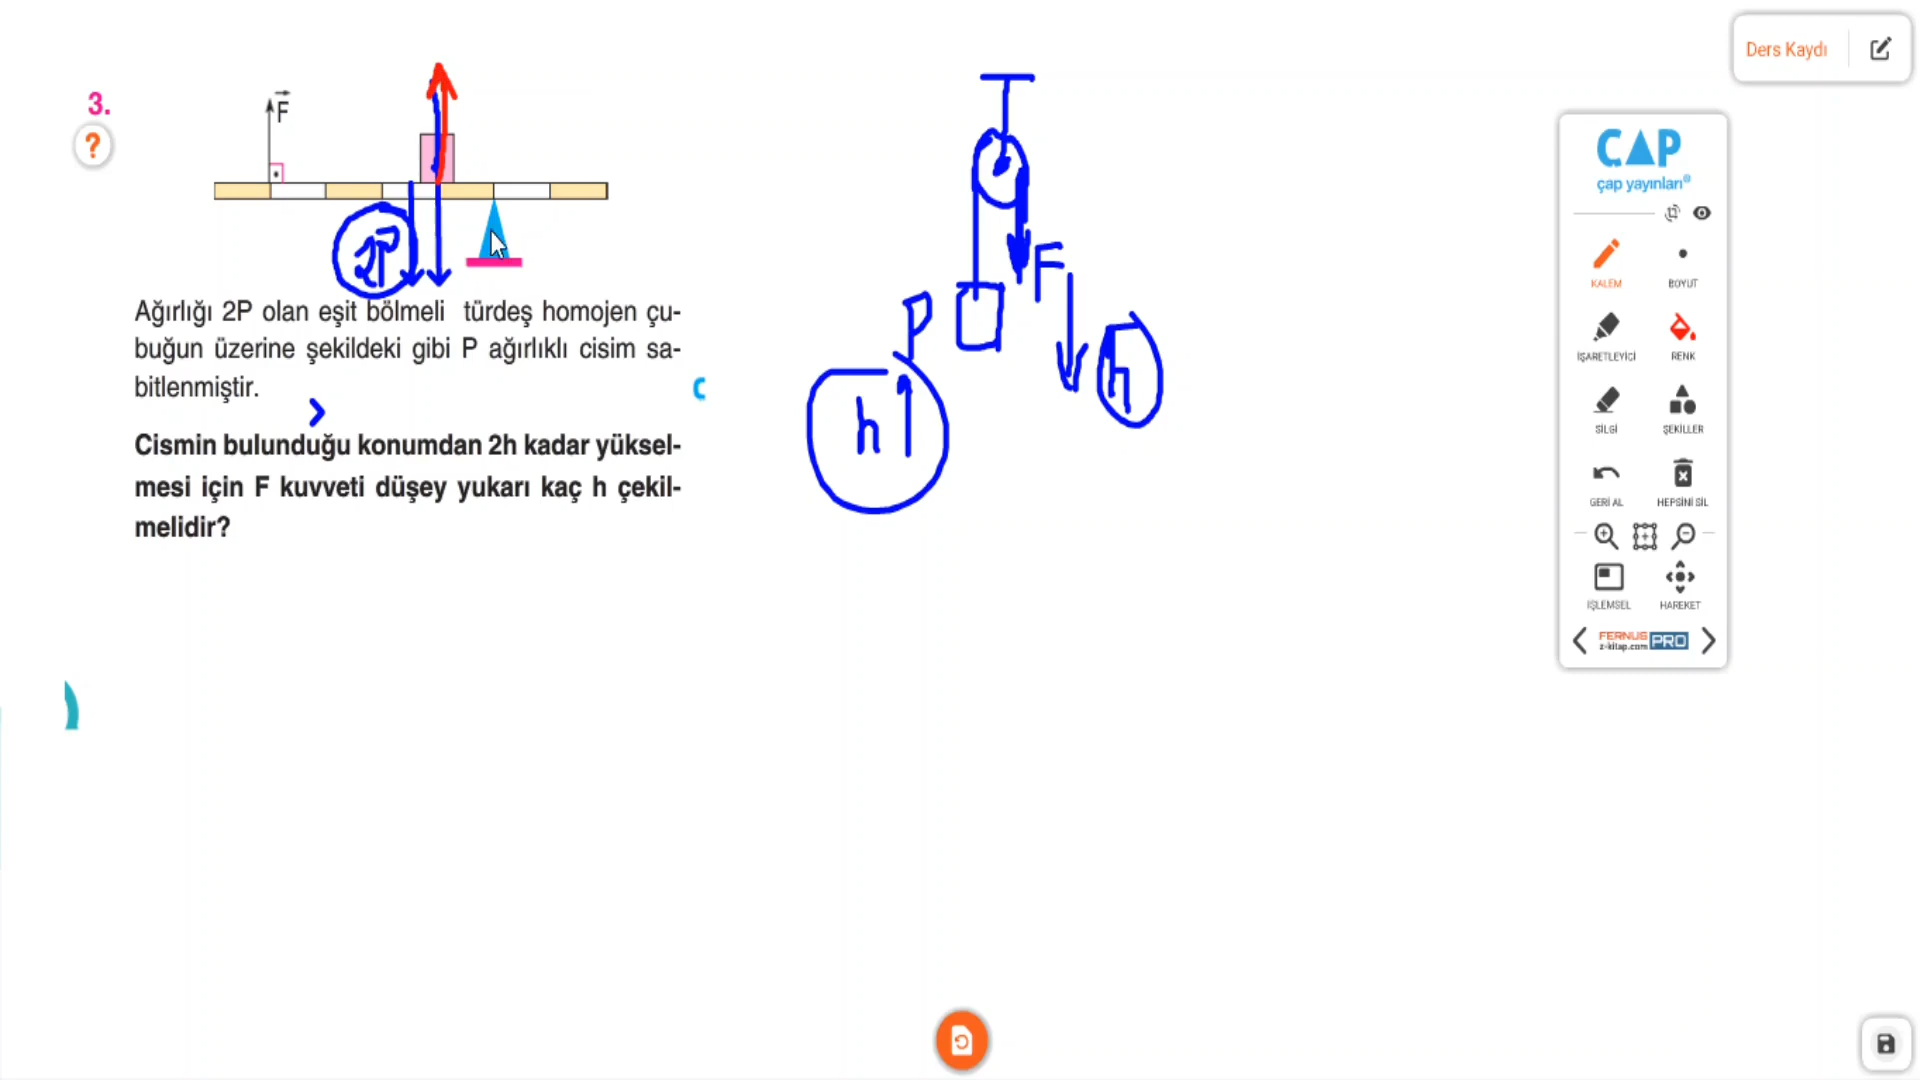 Ders Kaydı
3.
?
F
2P
Ağırlığı 2P olan eşit bölmeli türdeş homojen çu-
buğun üzerine şekildeki gibi P ağırlıklı cisim sa-
bitlenmiştir.
Cismin bulunduğu konumdan 2h kadar yüksel-
mesi için F kuvveti düşey yukarı kaç h çekil-
melidir?
F
P
h
h
ÇAP
çap yayınları®
KALEM
BOYUT
İŞARETLEYİCİ
RENK
SİLGİ
ŞEKİLLER
GERİ AL
HEPSİNİ SİL
İŞLEMSEL
HAREKET
FERNUS PRO
z-kitap.com